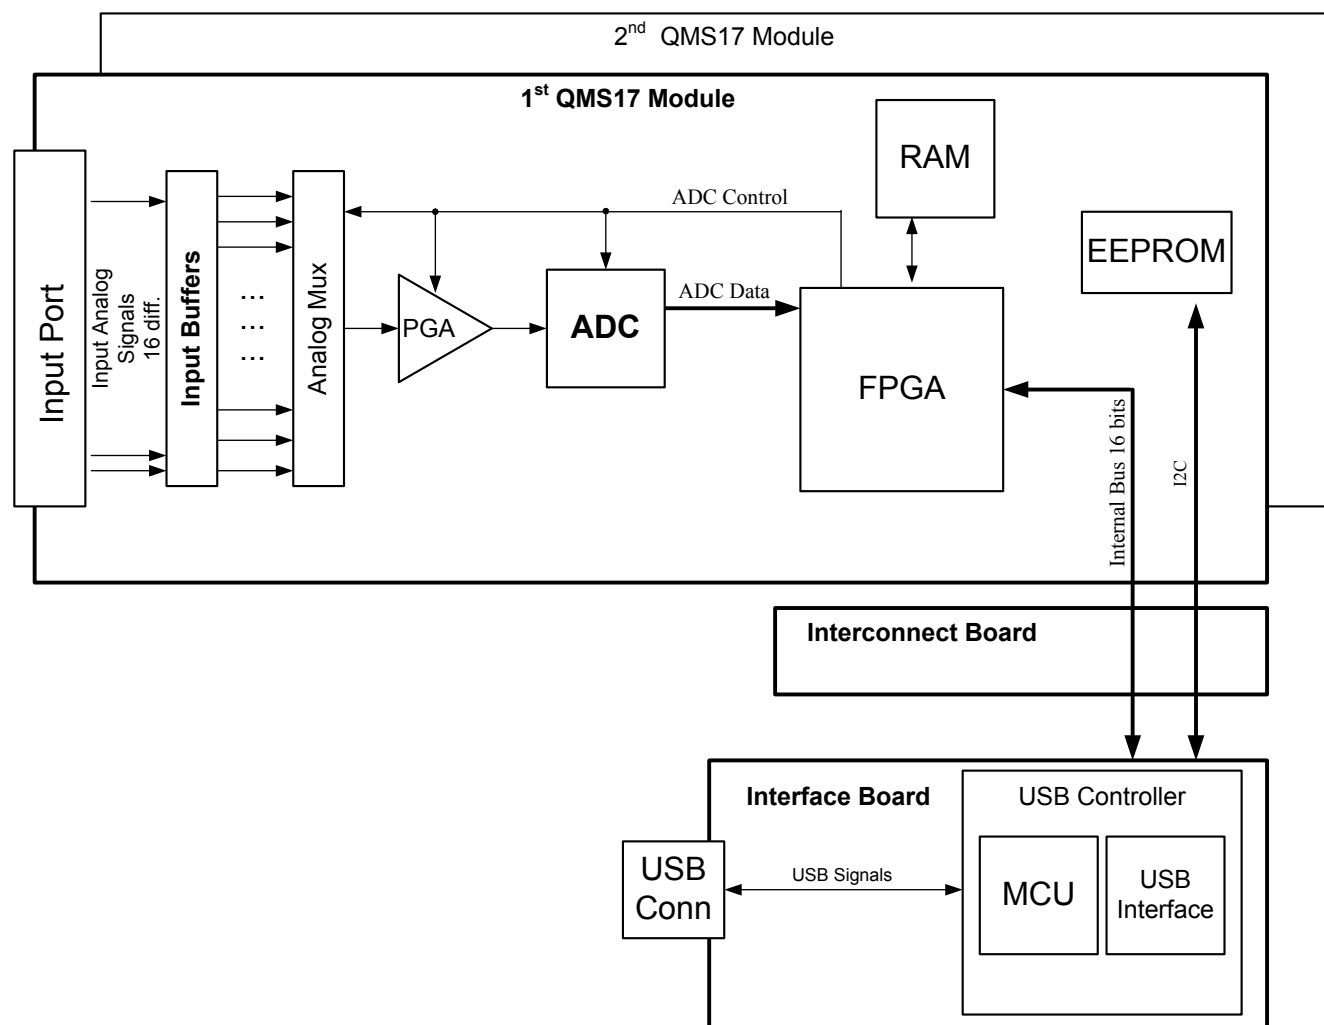 2nd QMS17 Module
1st QMS17 Module
RAM
ADC Control
EEPROM
Input Port
Input Analog
Signals
16 diff.
Input Buffers
...
...
...
Analog Mux
PGA
ADC
ADC Data
FPGA
Internal Bus 16 bits
I2C
Interconnect Board
Interface Board
USB Controller
USB
Conn
USB Signals
MCU
USB
Interface